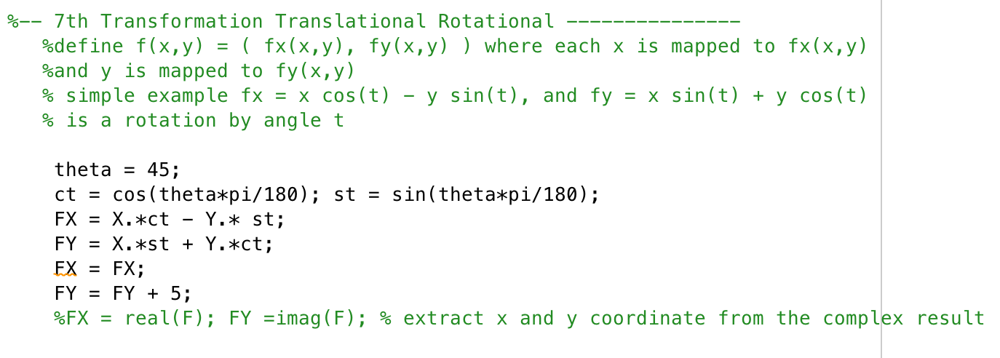 %-- 7th Transformation Translational Rotational ---------------
%define f(x,y) = ( fx(x,y), fy(x,y) ) where each x is mapped to fx(x,y)
%and y is mapped to fy(x,y)
% simple example fx = x cos(t) - y sin(t), and fy = x sin(t) + y cos(t)
% is a rotation by angle t
theta = 45;
ct = cos(theta*pi/180); st = sin(theta*pi/180);
FX = X.*ct - Y.* st;
FY = X.*st + Y.*ct;
FX = FX;
FY = FY + 5;
%FX = real(F); FY =imag(F); % extract x and y coordinate from the complex result